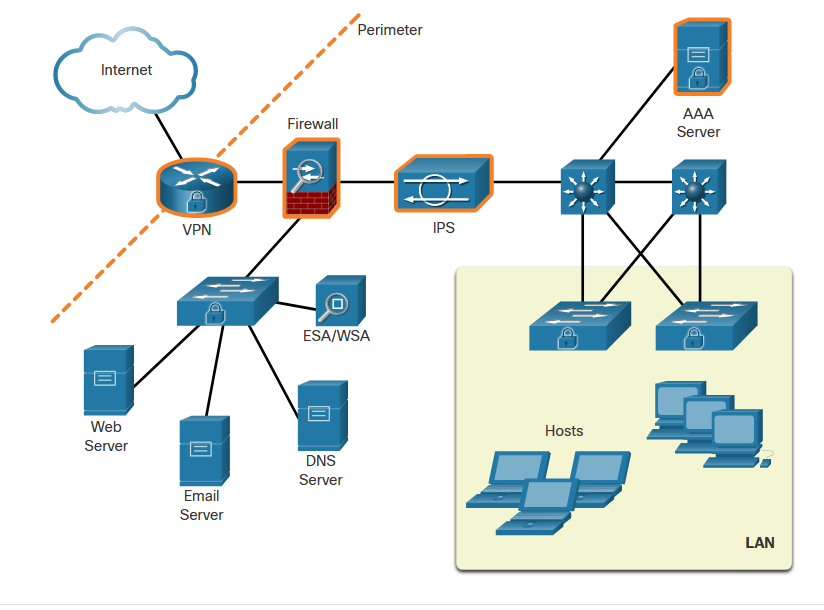 Perimeter
Internet
AAA
Server
Firewall
VPN
IPS
ESA/WSA
Web
Server
Hosts
DNS
Server
Email
Server
LAN